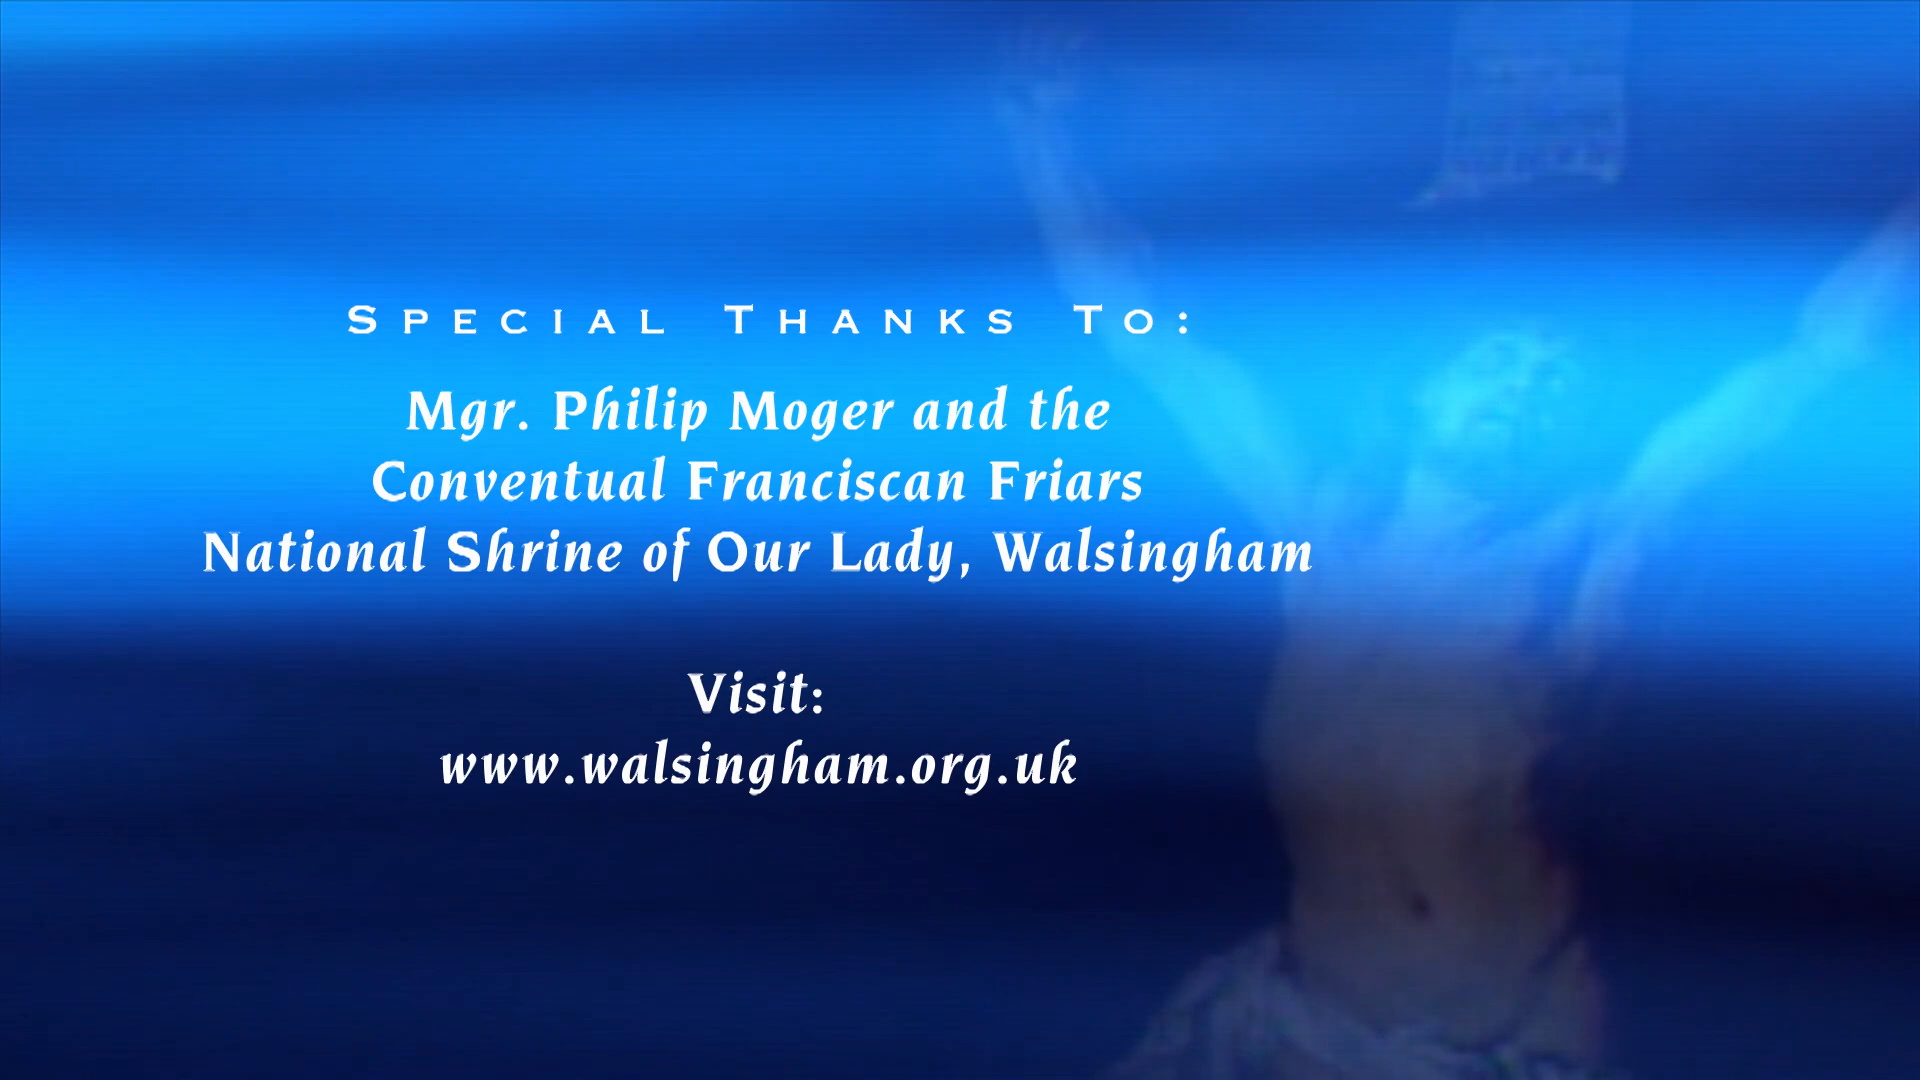 Special Thanks To:
Mgr. Philip Moger and the
Conventual Franciscan Friars
National Shrine of Our Lady, Walsingham
Visit:
www.walsingham.org.uk